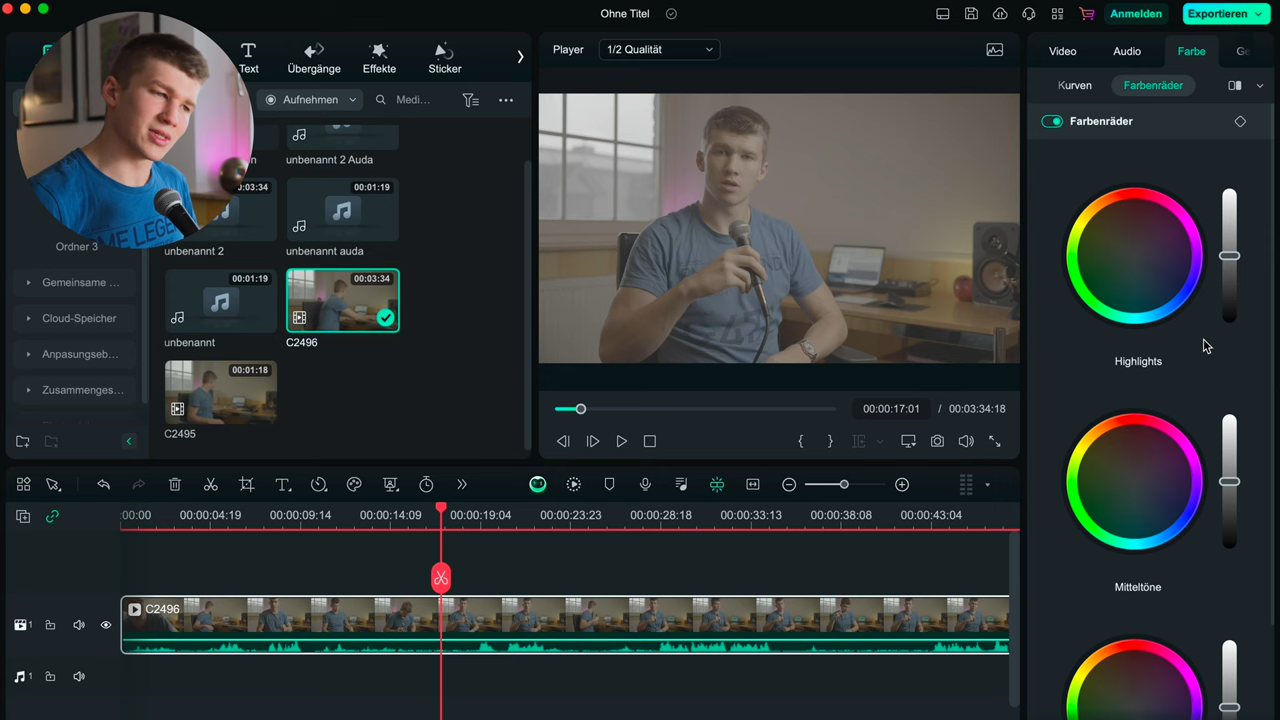 Ohne Titel
Anmelden
Exportieren
Text
Übergänge
Effekte
Sticker
Player
1/2 Qualität
Video
Audio
Farbe
Ge
Aufnehmen
Medi...
Kurven
Farbenräder
Farbenräder
unbenannt 2 Auda
00:01:19
unbenannt 2
unbenannt auda
Ordner 3
Gemeinsame ...
Cloud-Speicher
Anpasungseb...
Zusammenges...
00:01:19
unbenannt
00:03:34
C2496
00:01:18
C2495
Highlights
Mitteltöne
00:00:17:01 / 00:03:34:18
:00:00
00:00:04:19
00:00:09:14
00:00:14:09
00:00:19:04
00:00:23:23
00:00:28:18
00:00:33:13
00:00:38:08
00:00:43:04
C2496
1
1